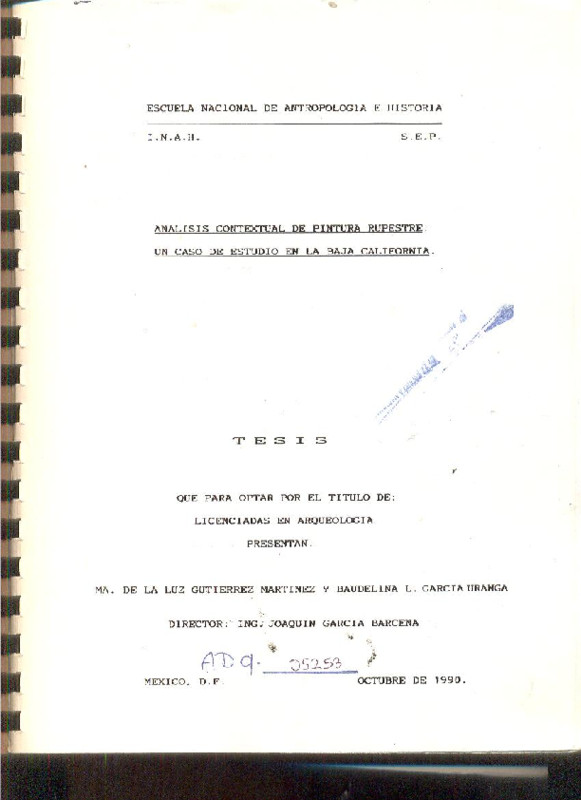 ESCUELA NACIONAL DE ANTROPOLOGIA E HISTORIA
I.N.A.H. S.E.P.
ANALISIS CONTEXTUAL DE PINTURA RUPESTRE.
UN CASO DE ESTUDIO EN LA BAJA CALIFORNIA.
T E S I S
QUE PARA OPTAR POR EL TITULO DE:
LICENCIADAS EN ARQUEOLOGIA
PRESENTAN.
MA. DE LA LUZ GUTIERREZ MARTINEZ Y BAUDELINA L. GARCIA URANGA
DIRECTOR: ING. JOAQUIN GARCIA BARCENA
ADq. 05253
MEXICO. D.F. OCTUBRE DE 1990.